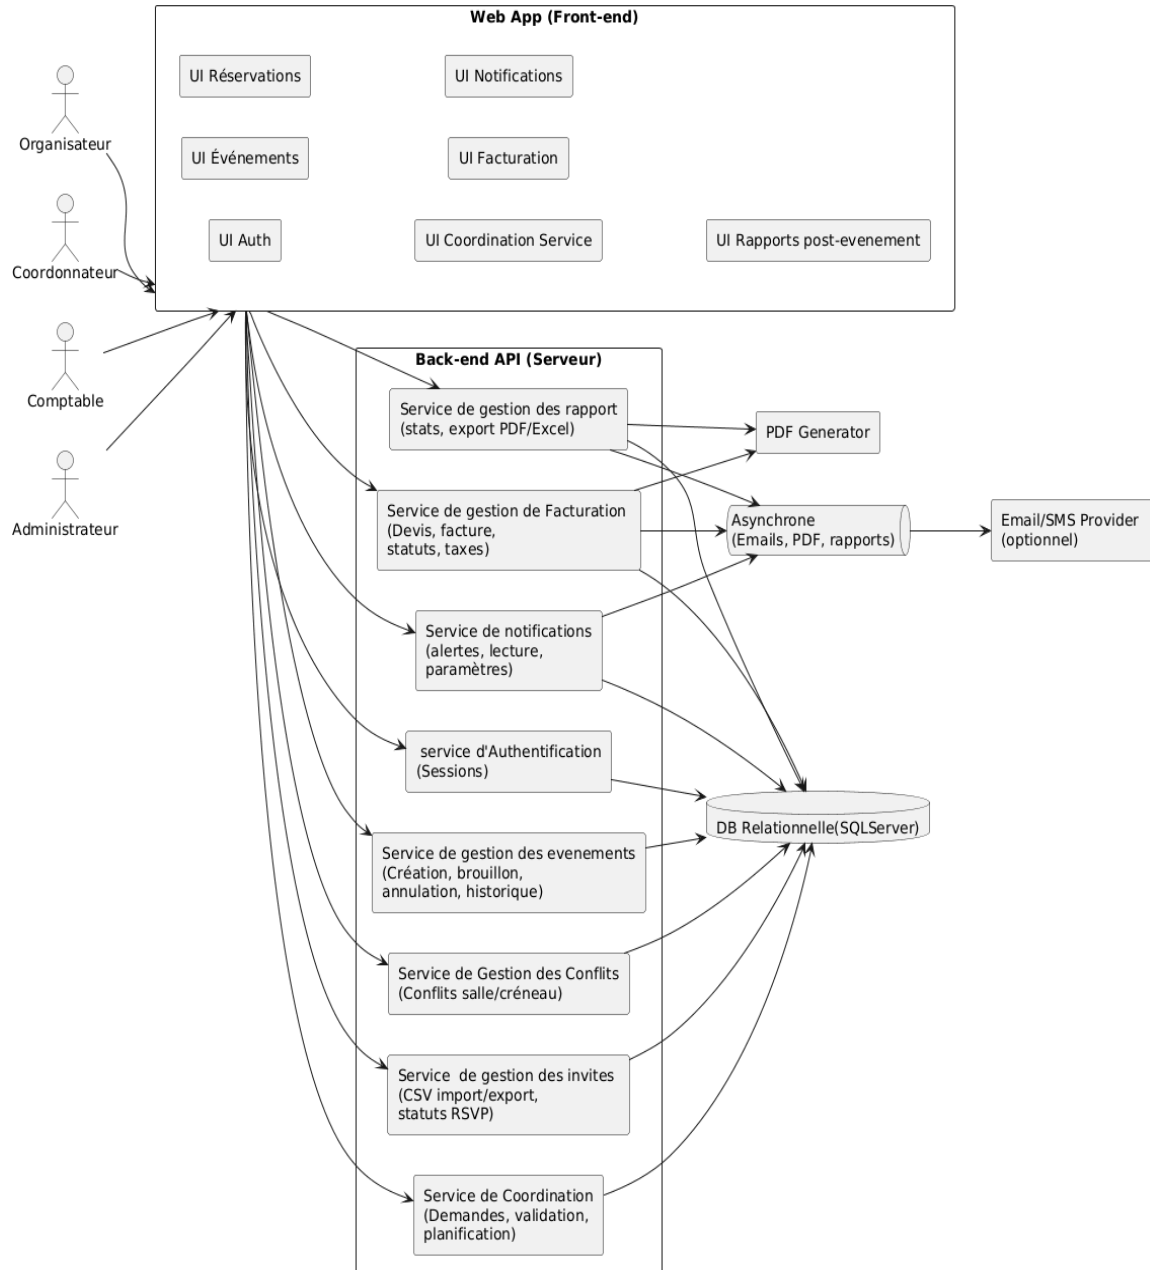 Web App (Front-end)
UI Réservations
UI Notifications
Organisateur
UI Événements
UI Facturation
UI Auth
UI Coordination Service
UI Rapports post-evenement
Coordonnateur
Comptable
Administrateur
Back-end API (Serveur)
Service de gestion des rapport
(stats, export PDF/Excel)
PDF Generator
Service de gestion de Facturation
(Devis, facture,
statuts, taxes)
Asynchrone
(Emails, PDF, rapports)
Email/SMS Provider
(optionnel)
Service de notifications
(alertes, lecture,
paramètres)
service d'Authentification
(Sessions)
DB Relationnelle(SQLServer)
Service de gestion des evenements
(Création, brouillon,
annulation, historique)
Service de Gestion des Conflits
(Conflits salle/créneau)
Service  de gestion des invites
(CSV import/export,
statuts RSVP)
Service de Coordination
(Demandes, validation,
planification)